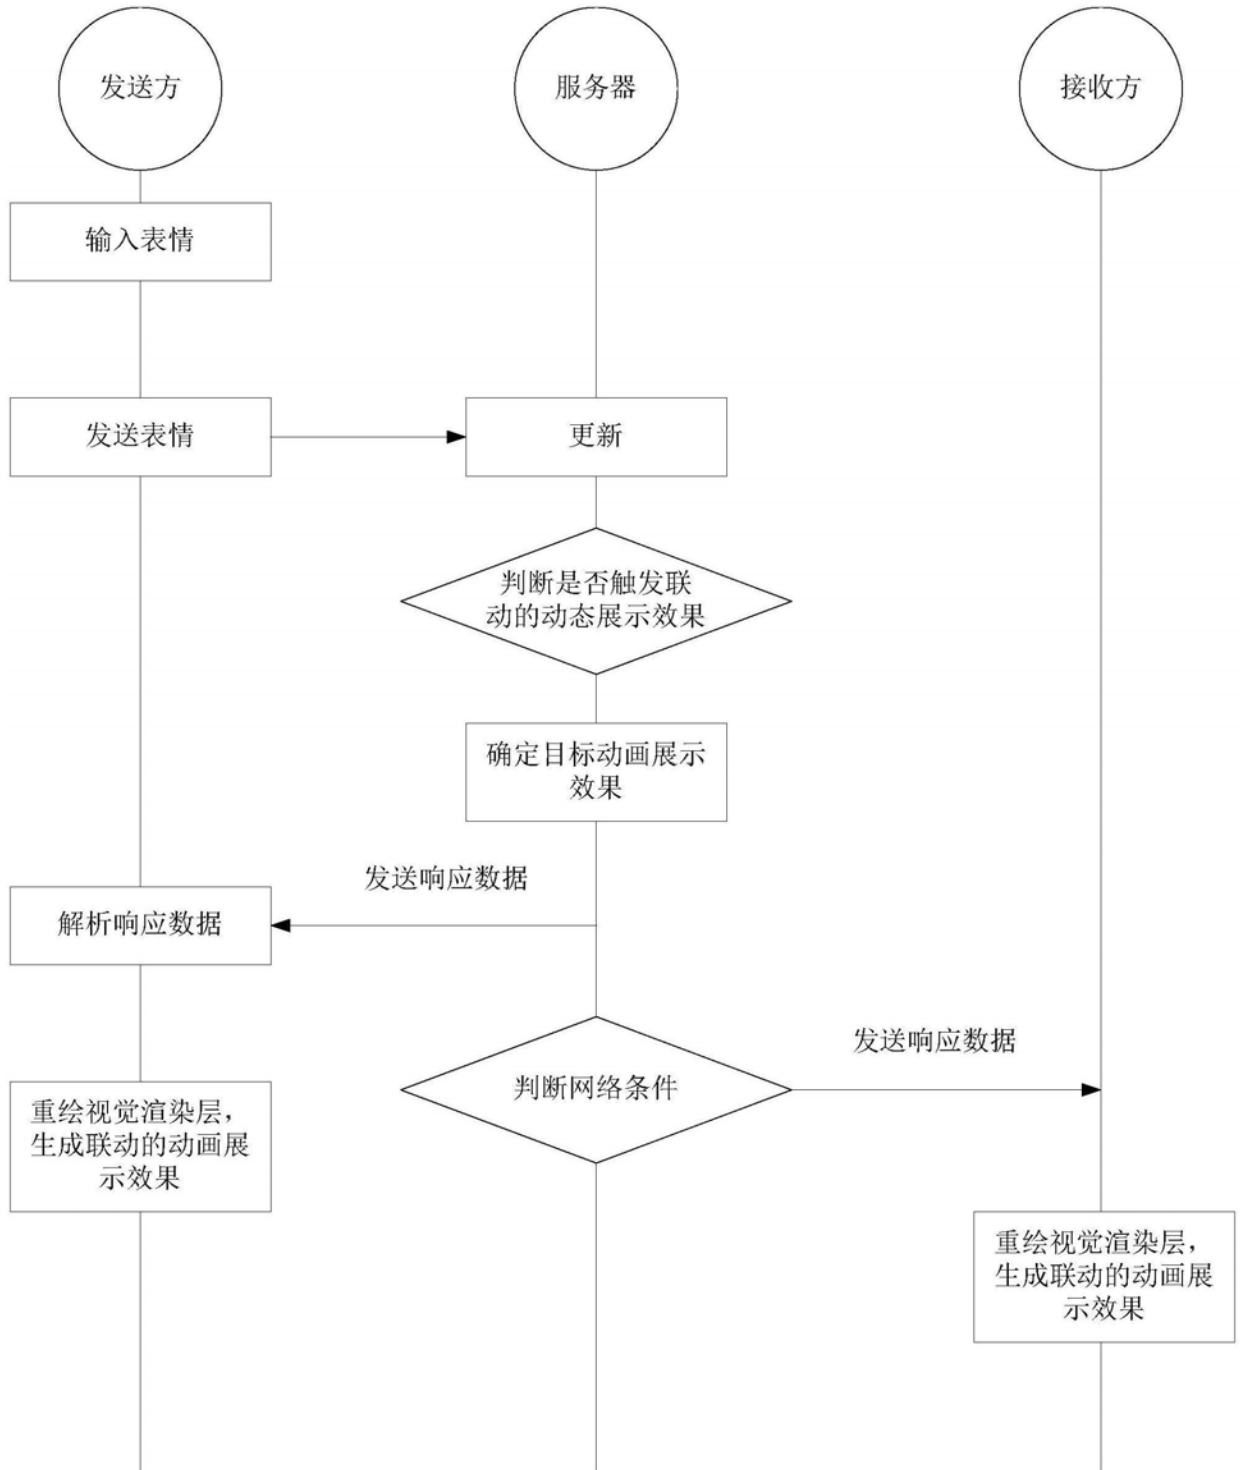 发送方
服务器
接收方
输入表情
发送表情
更新
判断是否触发联
动的动态展示效果
确定目标动画展示
效果
发送响应数据
解析响应数据
发送响应数据
判断网络条件
重绘视觉渲染层，
生成联动的动画展
示效果
重绘视觉渲染层，
生成联动的动画展
示效果